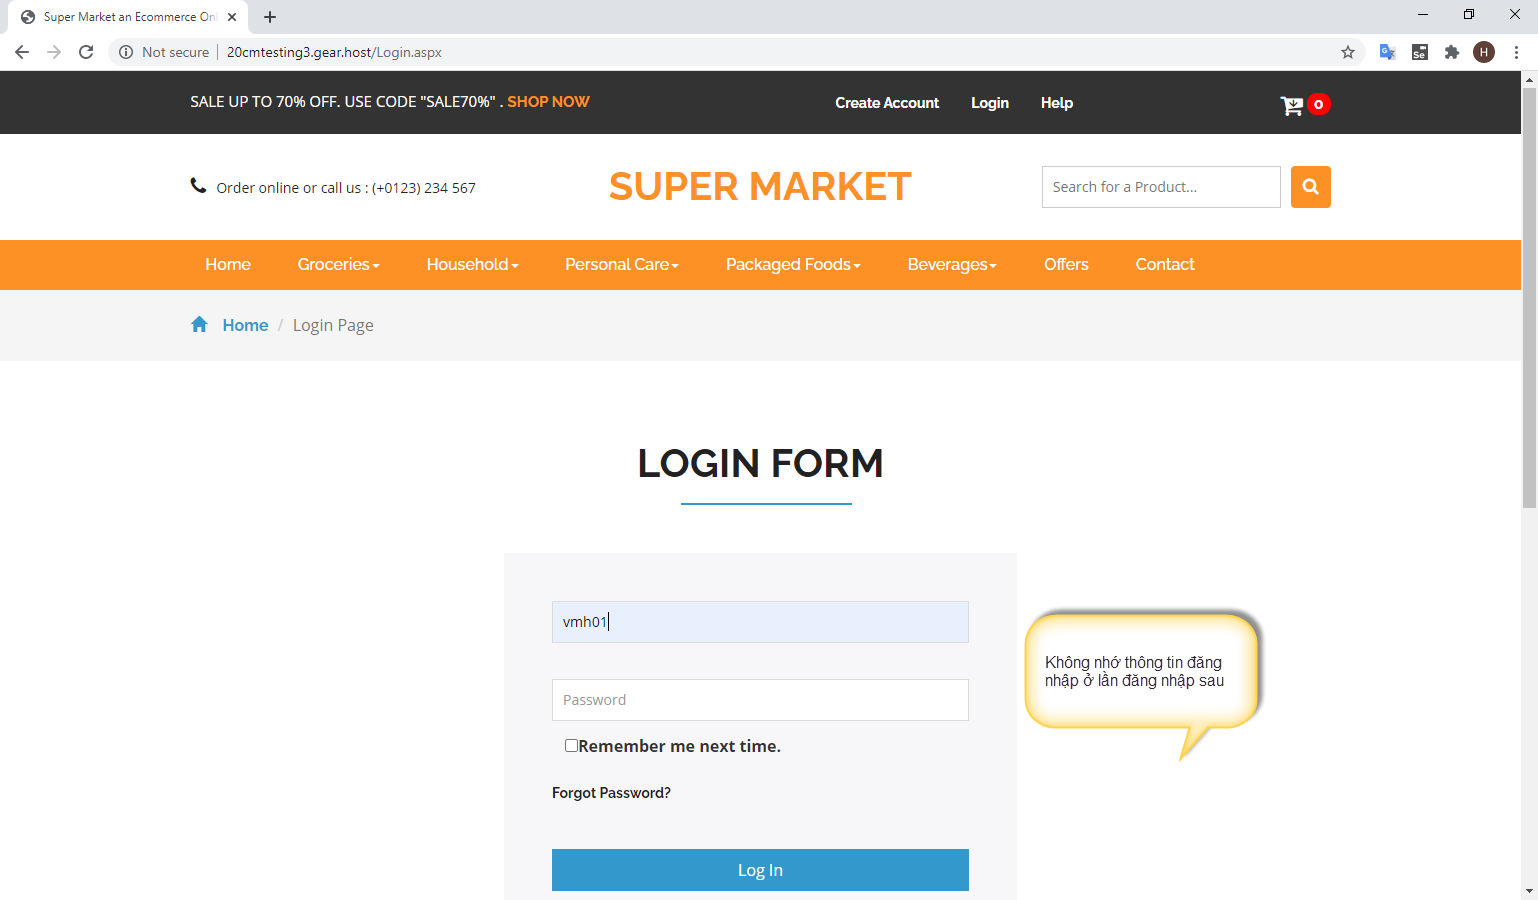 Super Market an Ecommerce Onl
Not secure
20cmtesting3.gear.host/Login.aspx
Se
H
SALE UP TO 70% OFF. USE CODE "SALE70%" . SHOP NOW
Create Account
Login
Help
0
Order online or call us : (+0123) 234 567
SUPER MARKET
Search for a Product...
Home
Groceries
Household
Personal Care
Packaged Foods
Beverages
Offers
Contact
Home / Login Page
LOGIN FORM
vmh01
Không nhớ thông tin đăng
nhập ở lần đăng nhập sau
Password
Remember me next time.
Forgot Password?
Log In